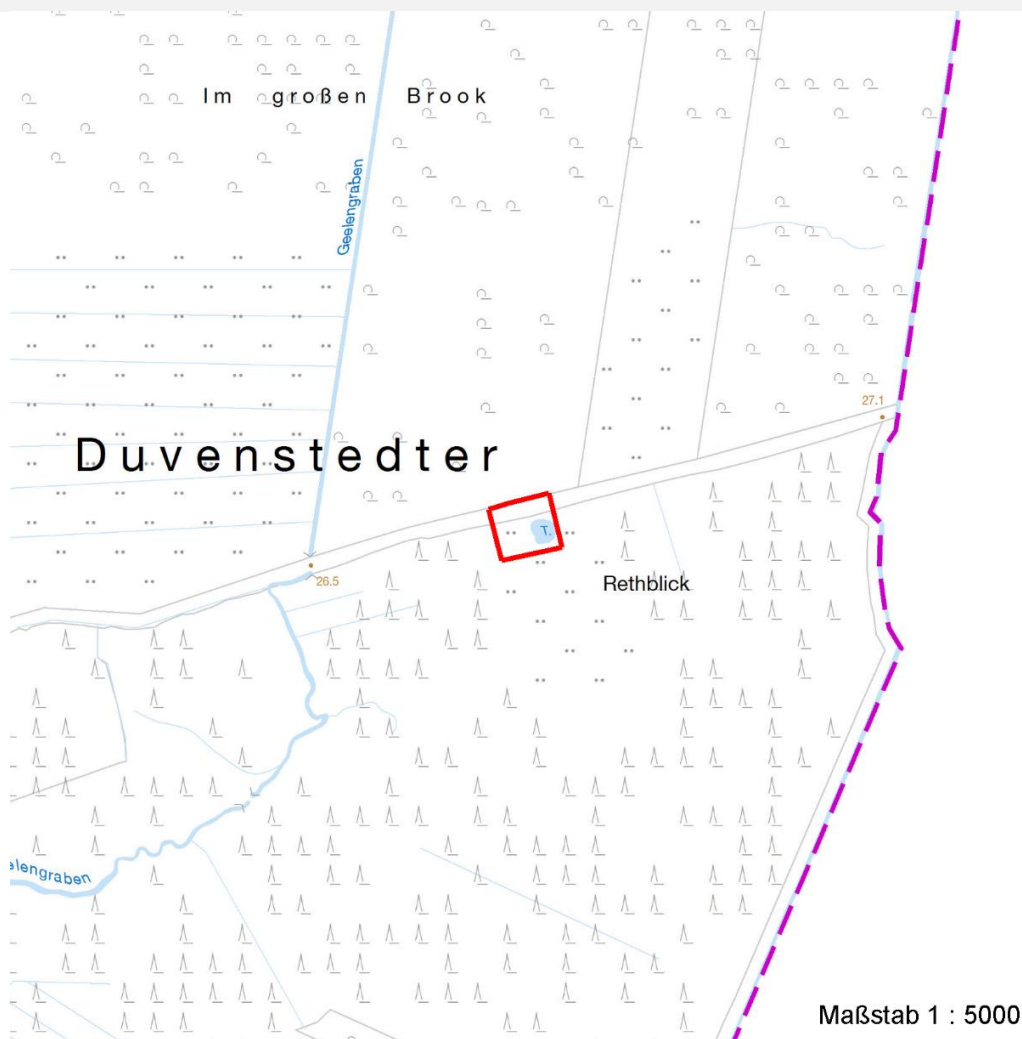 Im großen Brook
Geelengraben
27.1
Duvenstedter
T.
26.5
Rethblick
elengraben
Maßstab 1 : 5000